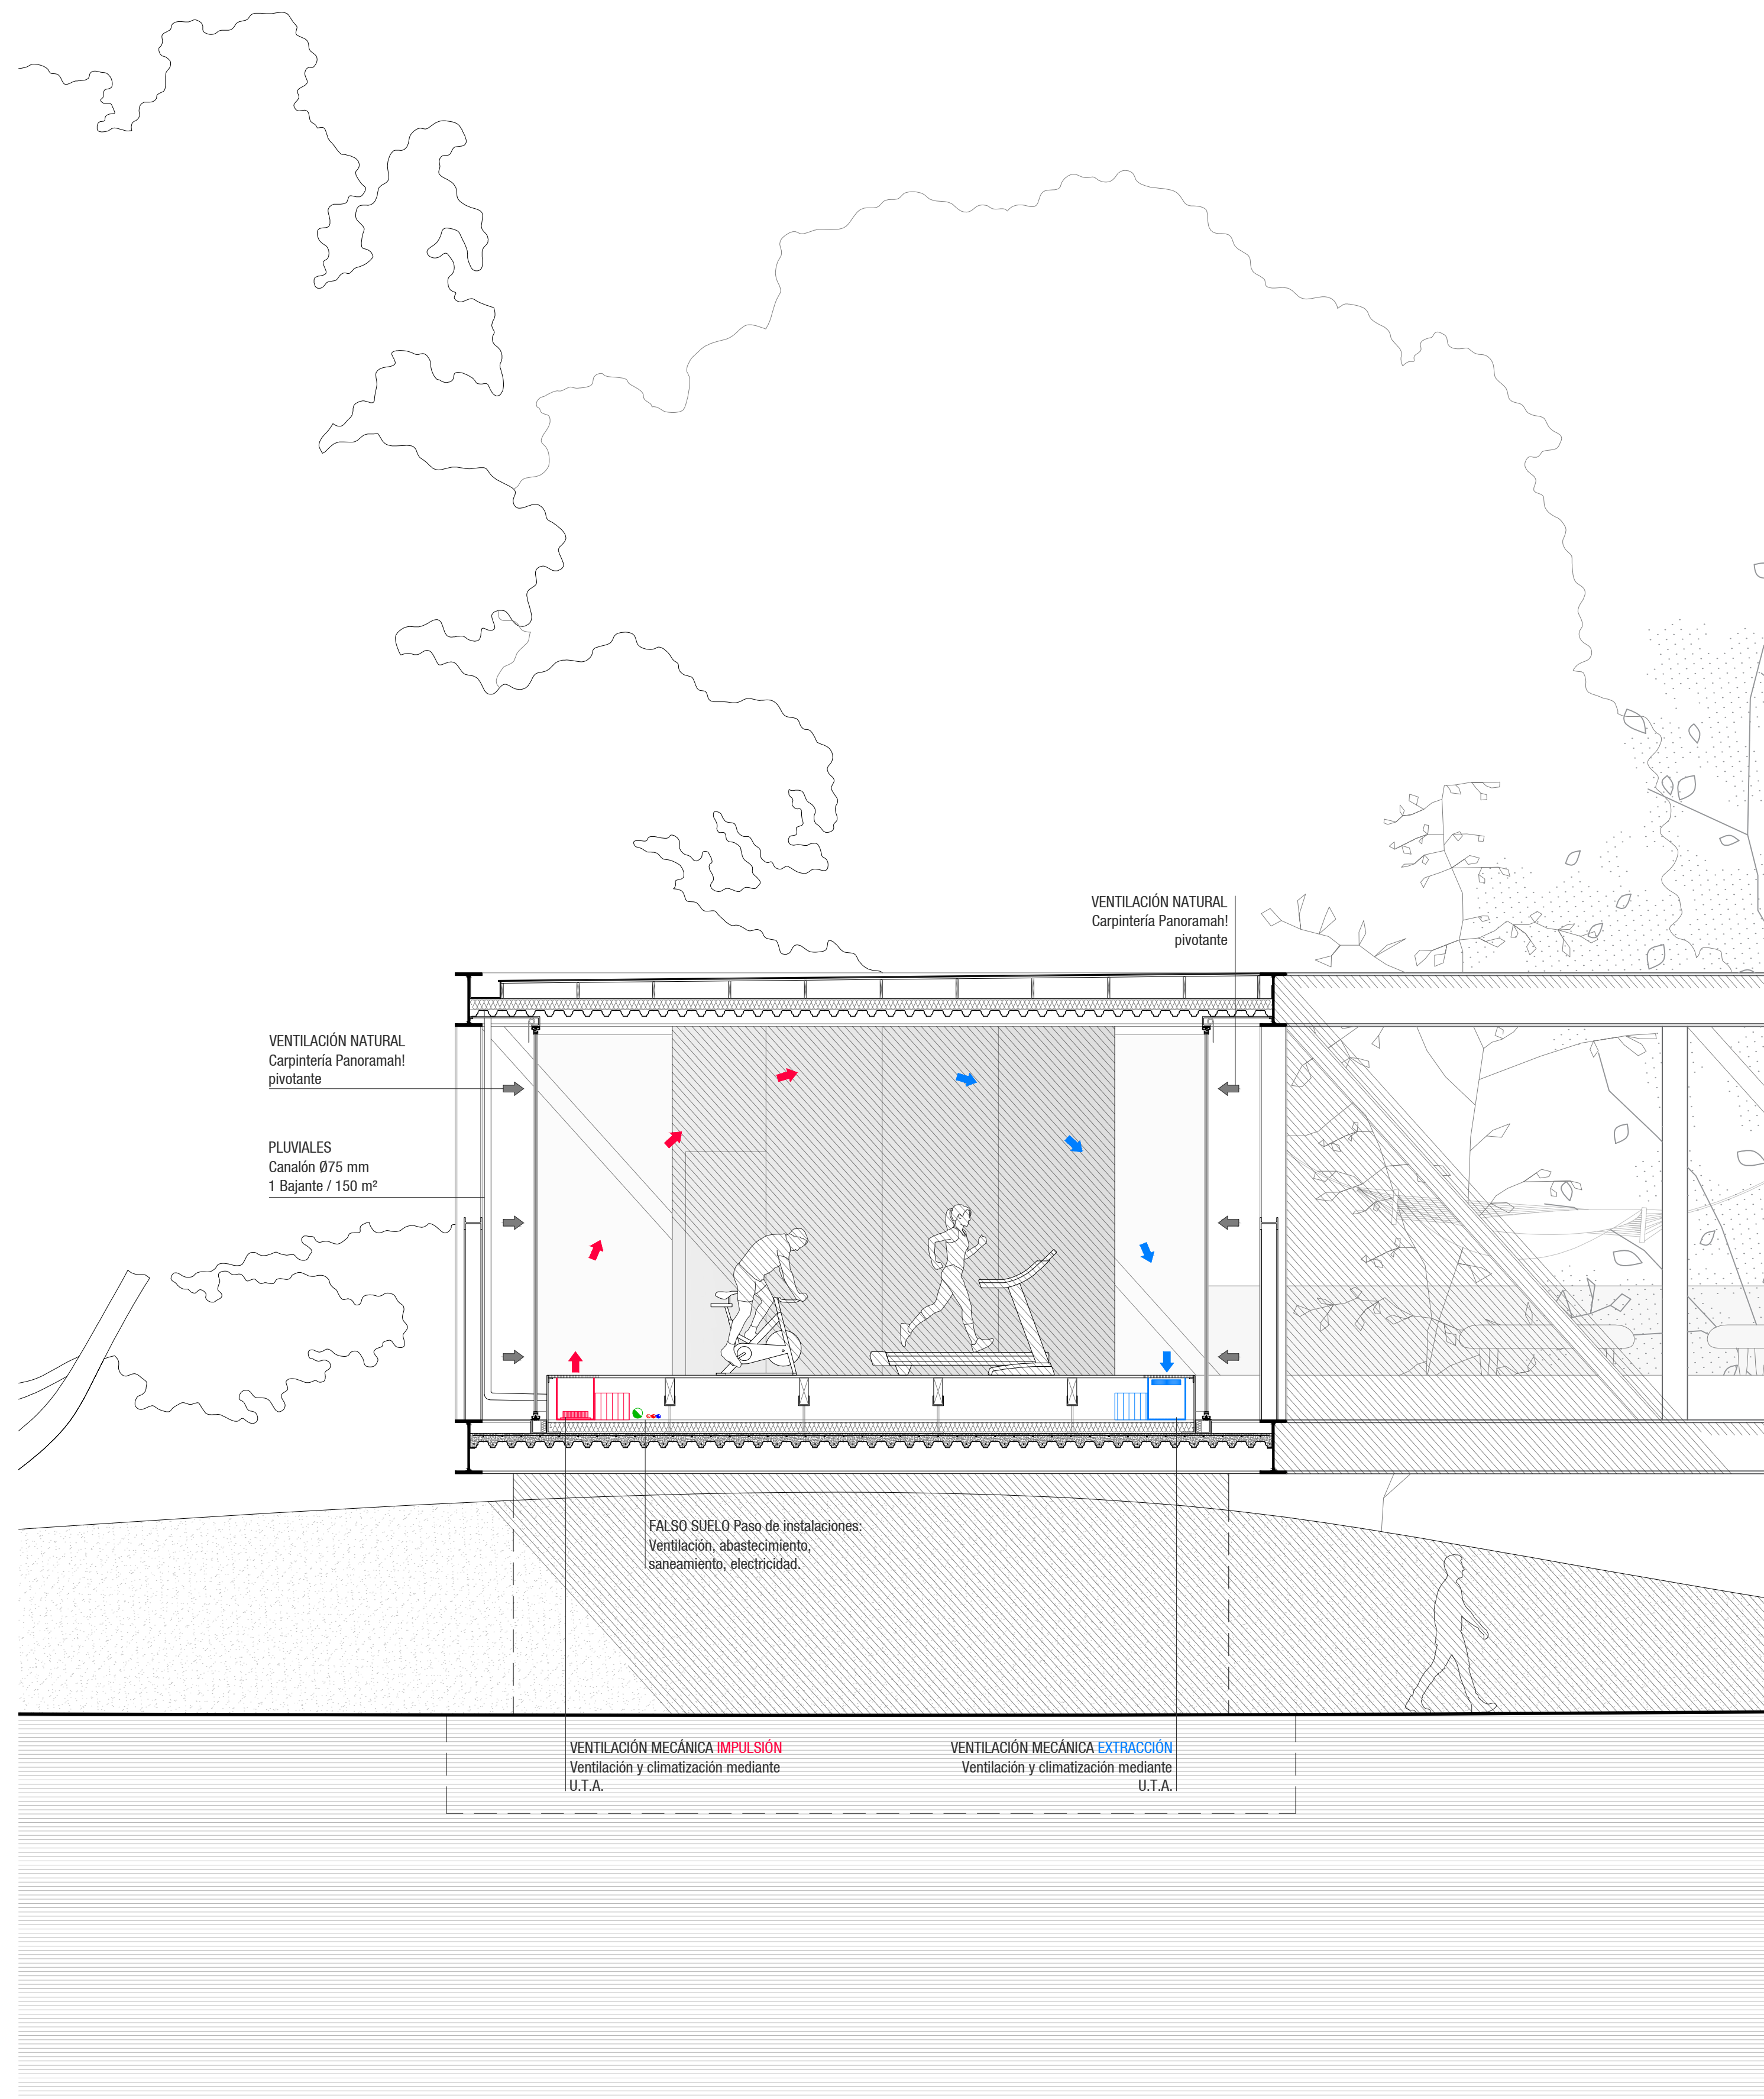 VENTILACIÓN NATURAL
Carpintería Panoramah!
pivotante
VENTILACIÓN NATURAL
Carpintería Panoramah!
pivotante
PLUVIALES
Canalón Ø75 mm
1 Bajante / 150 m²
FALSO SUELO Paso de instalaciones:
Ventilación, abastecimiento,
saneamiento, electricidad.
VENTILACIÓN MECÁNICA IMPULSIÓN
Ventilación y climatización mediante
U.T.A.
VENTILACIÓN MECÁNICA EXTRACCIÓN
Ventilación y climatización mediante
U.T.A.